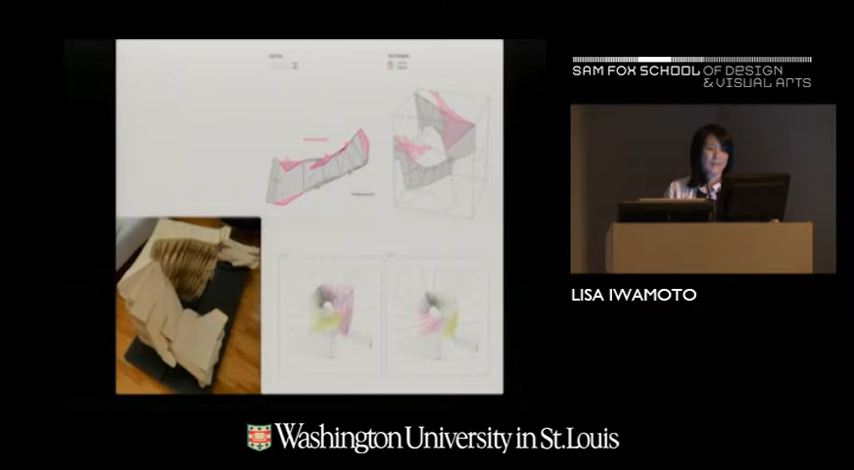 SAM FOX SCHOOL OF DESIGN
& VISUAL ARTS
LISA IWAMOTO
Washington University in St. Louis